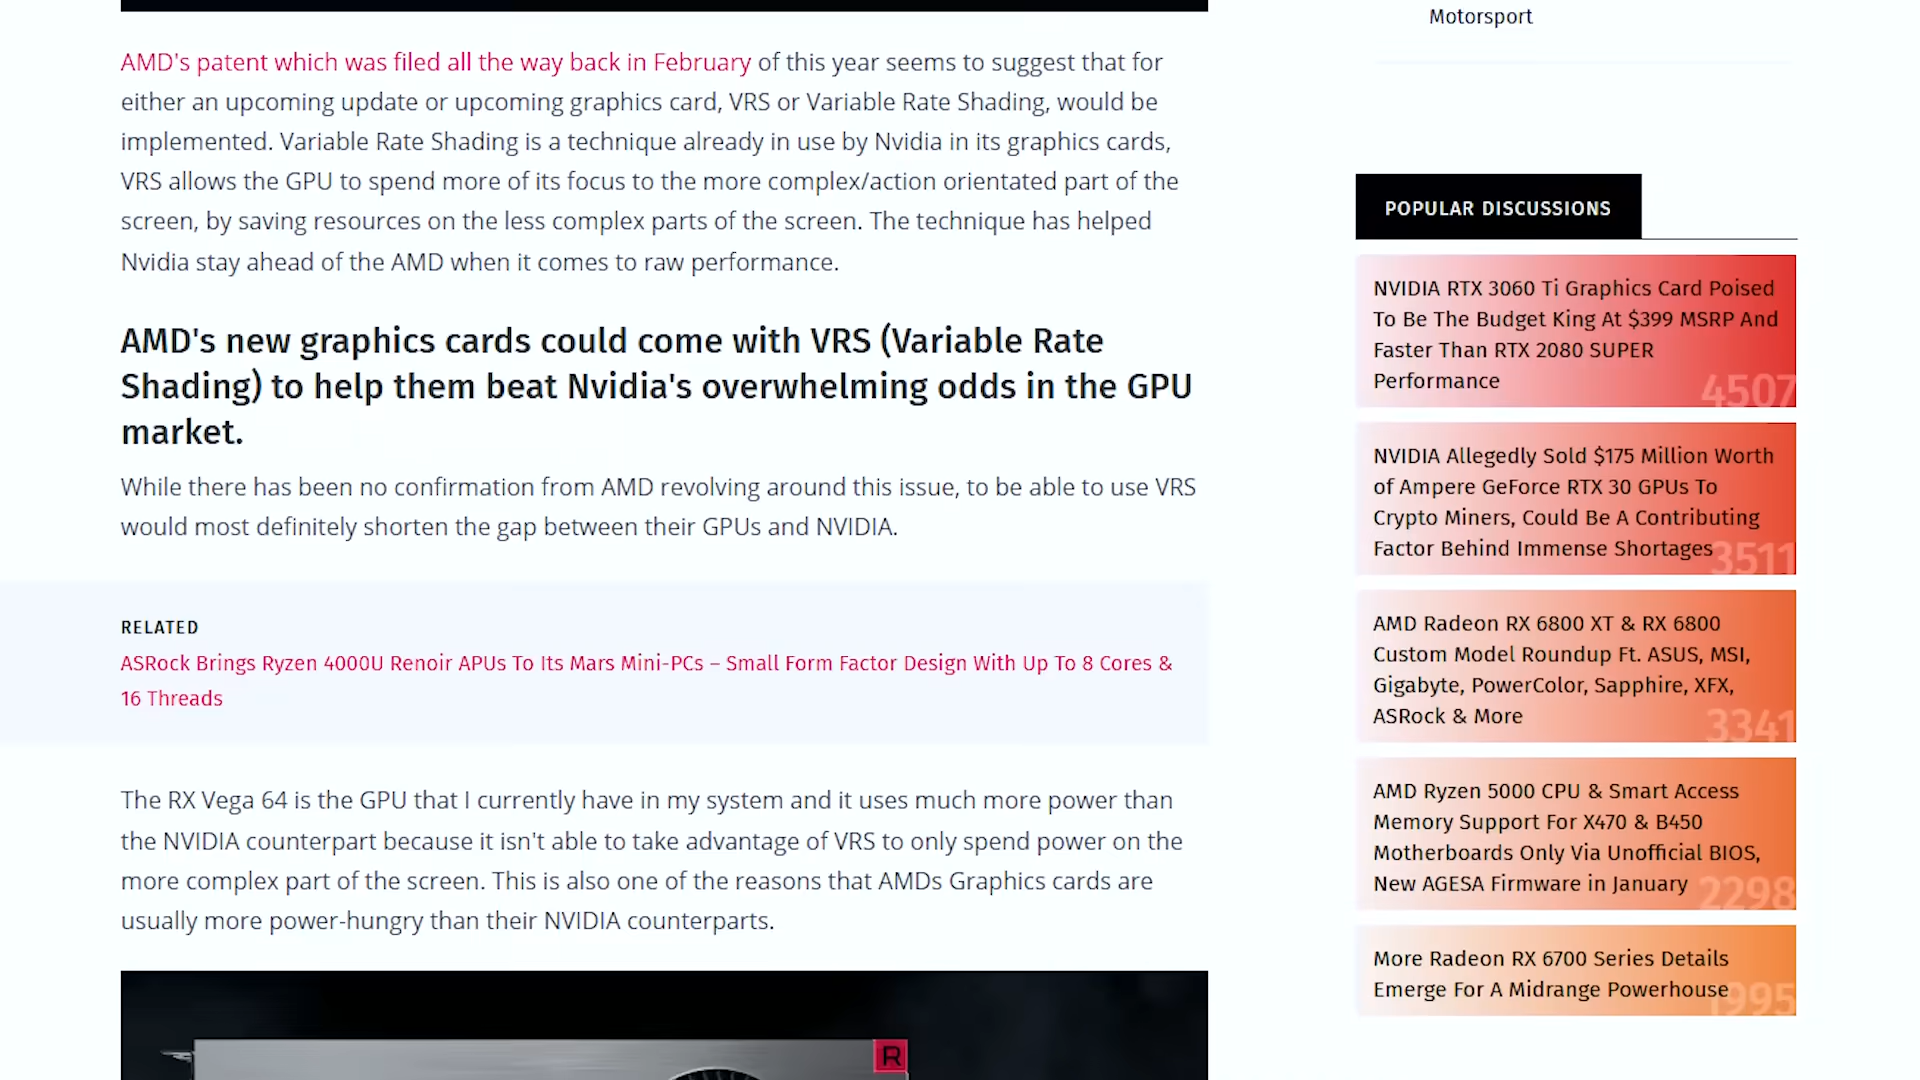 Motorsport
AMD's patent which was filed all the way back in February of this year seems to suggest that for
either an upcoming update or upcoming graphics card, VRS or Variable Rate Shading, would be
implemented. Variable Rate Shading is a technique already in use by Nvidia in its graphics cards,
VRS allows the GPU to spend more of its focus to the more complex/action orientated part of the
screen, by saving resources on the less complex parts of the screen. The technique has helped
Nvidia stay ahead of the AMD when it comes to raw performance.
AMD's new graphics cards could come with VRS (Variable Rate
Shading) to help them beat Nvidia's overwhelming odds in the GPU
market.
While there has been no confirmation from AMD revolving around this issue, to be able to use VRS
would most definitely shorten the gap between their GPUs and NVIDIA.
RELATED
ASRock Brings Ryzen 4000U Renoir APUs To Its Mars Mini-PCs – Small Form Factor Design With Up To 8 Cores &
16 Threads
The RX Vega 64 is the GPU that I currently have in my system and it uses much more power than
the NVIDIA counterpart because it isn't able to take advantage of VRS to only spend power on the
more complex part of the screen. This is also one of the reasons that AMDs Graphics cards are
usually more power-hungry than their NVIDIA counterparts.
R
POPULAR DISCUSSIONS
NVIDIA RTX 3060 Ti Graphics Card Poised
To Be The Budget King At $399 MSRP And
Faster Than RTX 2080 SUPER
Performance
4507
NVIDIA Allegedly Sold $175 Million Worth
of Ampere GeForce RTX 30 GPUs To
Crypto Miners, Could Be A Contributing
Factor Behind Immense Shortages
3511
AMD Radeon RX 6800 XT & RX 6800
Custom Model Roundup Ft. ASUS, MSI,
Gigabyte, PowerColor, Sapphire, XFX,
ASRock & More
3341
AMD Ryzen 5000 CPU & Smart Access
Memory Support For X470 & B450
Motherboards Only Via Unofficial BIOS,
New AGESA Firmware in January
2298
More Radeon RX 6700 Series Details
Emerge For A Midrange Powerhouse
1995